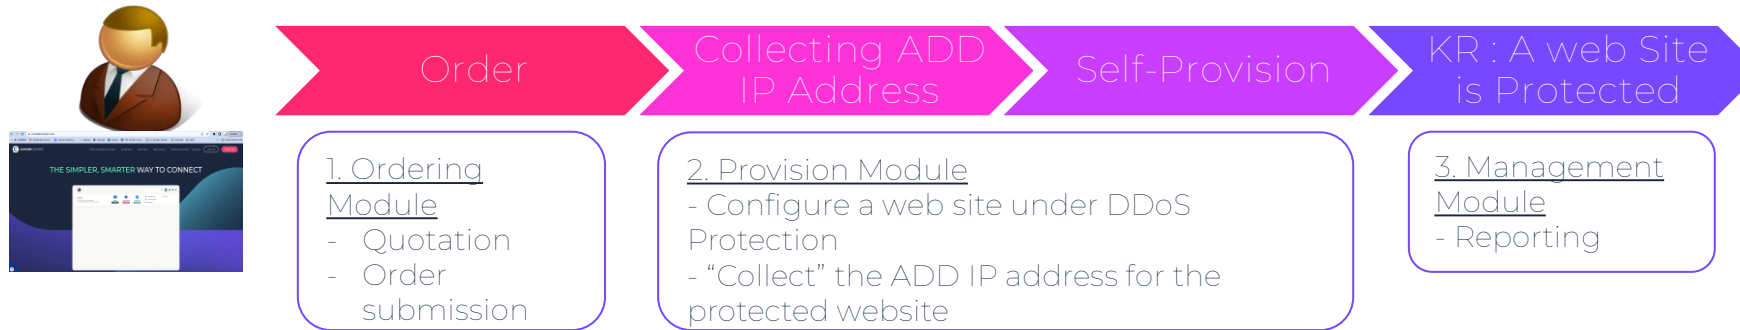 Order
Collecting ADD
IP Address
Self-Provision
KR : A web Site
is Protected
THE SIMPLER, SMARTER WAY TO CONNECT
1. Ordering
Module
- Quotation
- Order
submission
2. Provision Module
- Configure a web site under DDoS
Protection
- “Collect” the ADD IP address for the
protected website
3. Management
Module
- Reporting